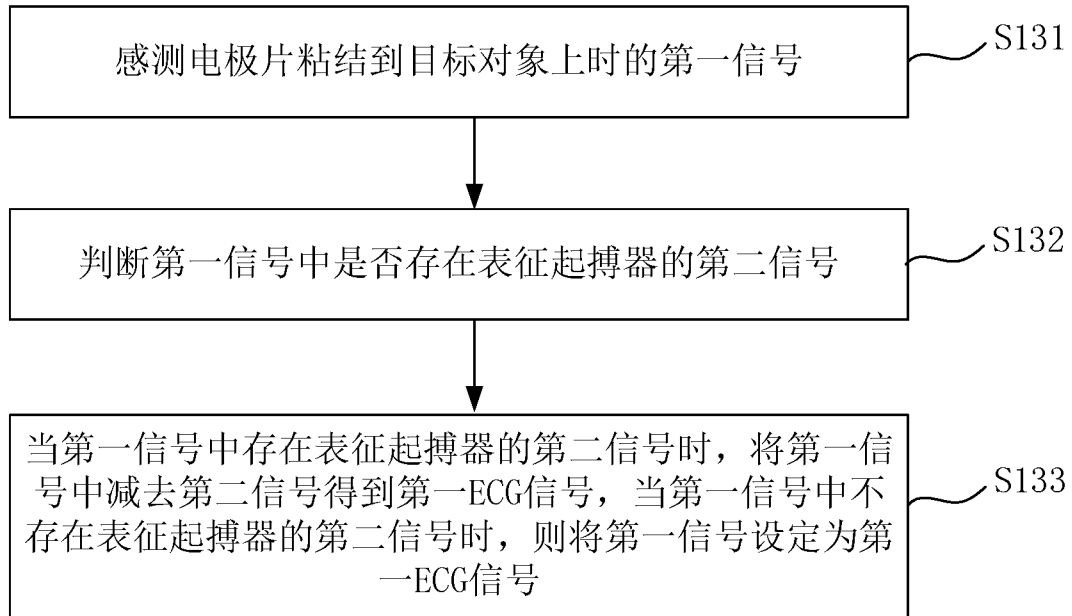 感测电极片粘结到目标对象上时的第一信号
S131
判断第一信号中是否存在表征起搏器的第二信号
S132
当第一信号中存在表征起搏器的第二信号时，将第一信
号中减去第二信号得到第一ECG信号，当第一信号中不
存在表征起搏器的第二信号时，则将第一信号设定为第
一ECG信号
S133